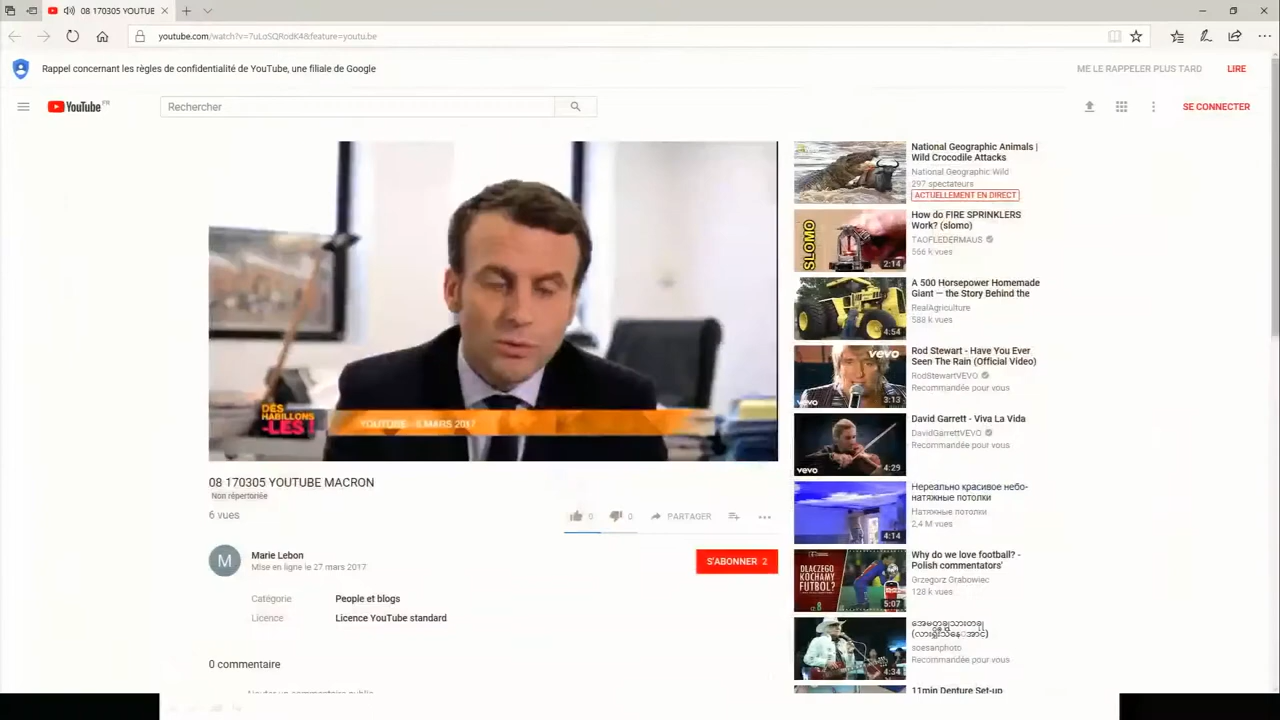 08 170305 YOUTUBE
youtube.com/watch?v=7uLoSQRodK4&feature=youtu.be
Rappel concernant les règles de confidentialité de YouTube, une filiale de Google
ME LE RAPPELER PLUS TARD
LIRE
YouTube FR
Rechercher
SE CONNECTER
DÉS
HABILLONS
-LES !
YOUTUBE - 5 MARS 2017
08 170305 YOUTUBE MACRON
Non répertoriée
6 vues
0
0
PARTAGER
M
Marie Lebon
Mise en ligne le 27 mars 2017
S'ABONNER 2
Catégorie
People et blogs
Licence
Licence YouTube standard
0 commentaire
Ajouter un commentaire public
National Geographic Animals |
Wild Crocodile Attacks
National Geographic Wild
297 spectateurs
ACTUELLEMENT EN DIRECT
SLOMO
2:14
How do FIRE SPRINKLERS
Work? (slomo)
TAOFLEDERMAUS
566 k vues
4:54
A 500 Horsepower Homemade
Giant — the Story Behind the
RealAgriculture
588 k vues
vevo
vevo
3:13
Rod Stewart - Have You Ever
Seen The Rain (Official Video)
RodStewartVEVO
Recommandée pour vous
vevo
4:29
David Garrett - Viva La Vida
DavidGarrettVEVO
Recommandée pour vous
4:14
Нереально красивое небо-
натяжные потолки
Натяжные потолки
2,4 M vues
DLACZEGO
KOCHAMY
FUTBOL?
cz. 8
5:07
Why do we love football? -
Polish commentators'
Grzegorz Grabowiec
128 k vues
4:34
soesanphoto
Recommandée pour vous
11min Denture Set-up